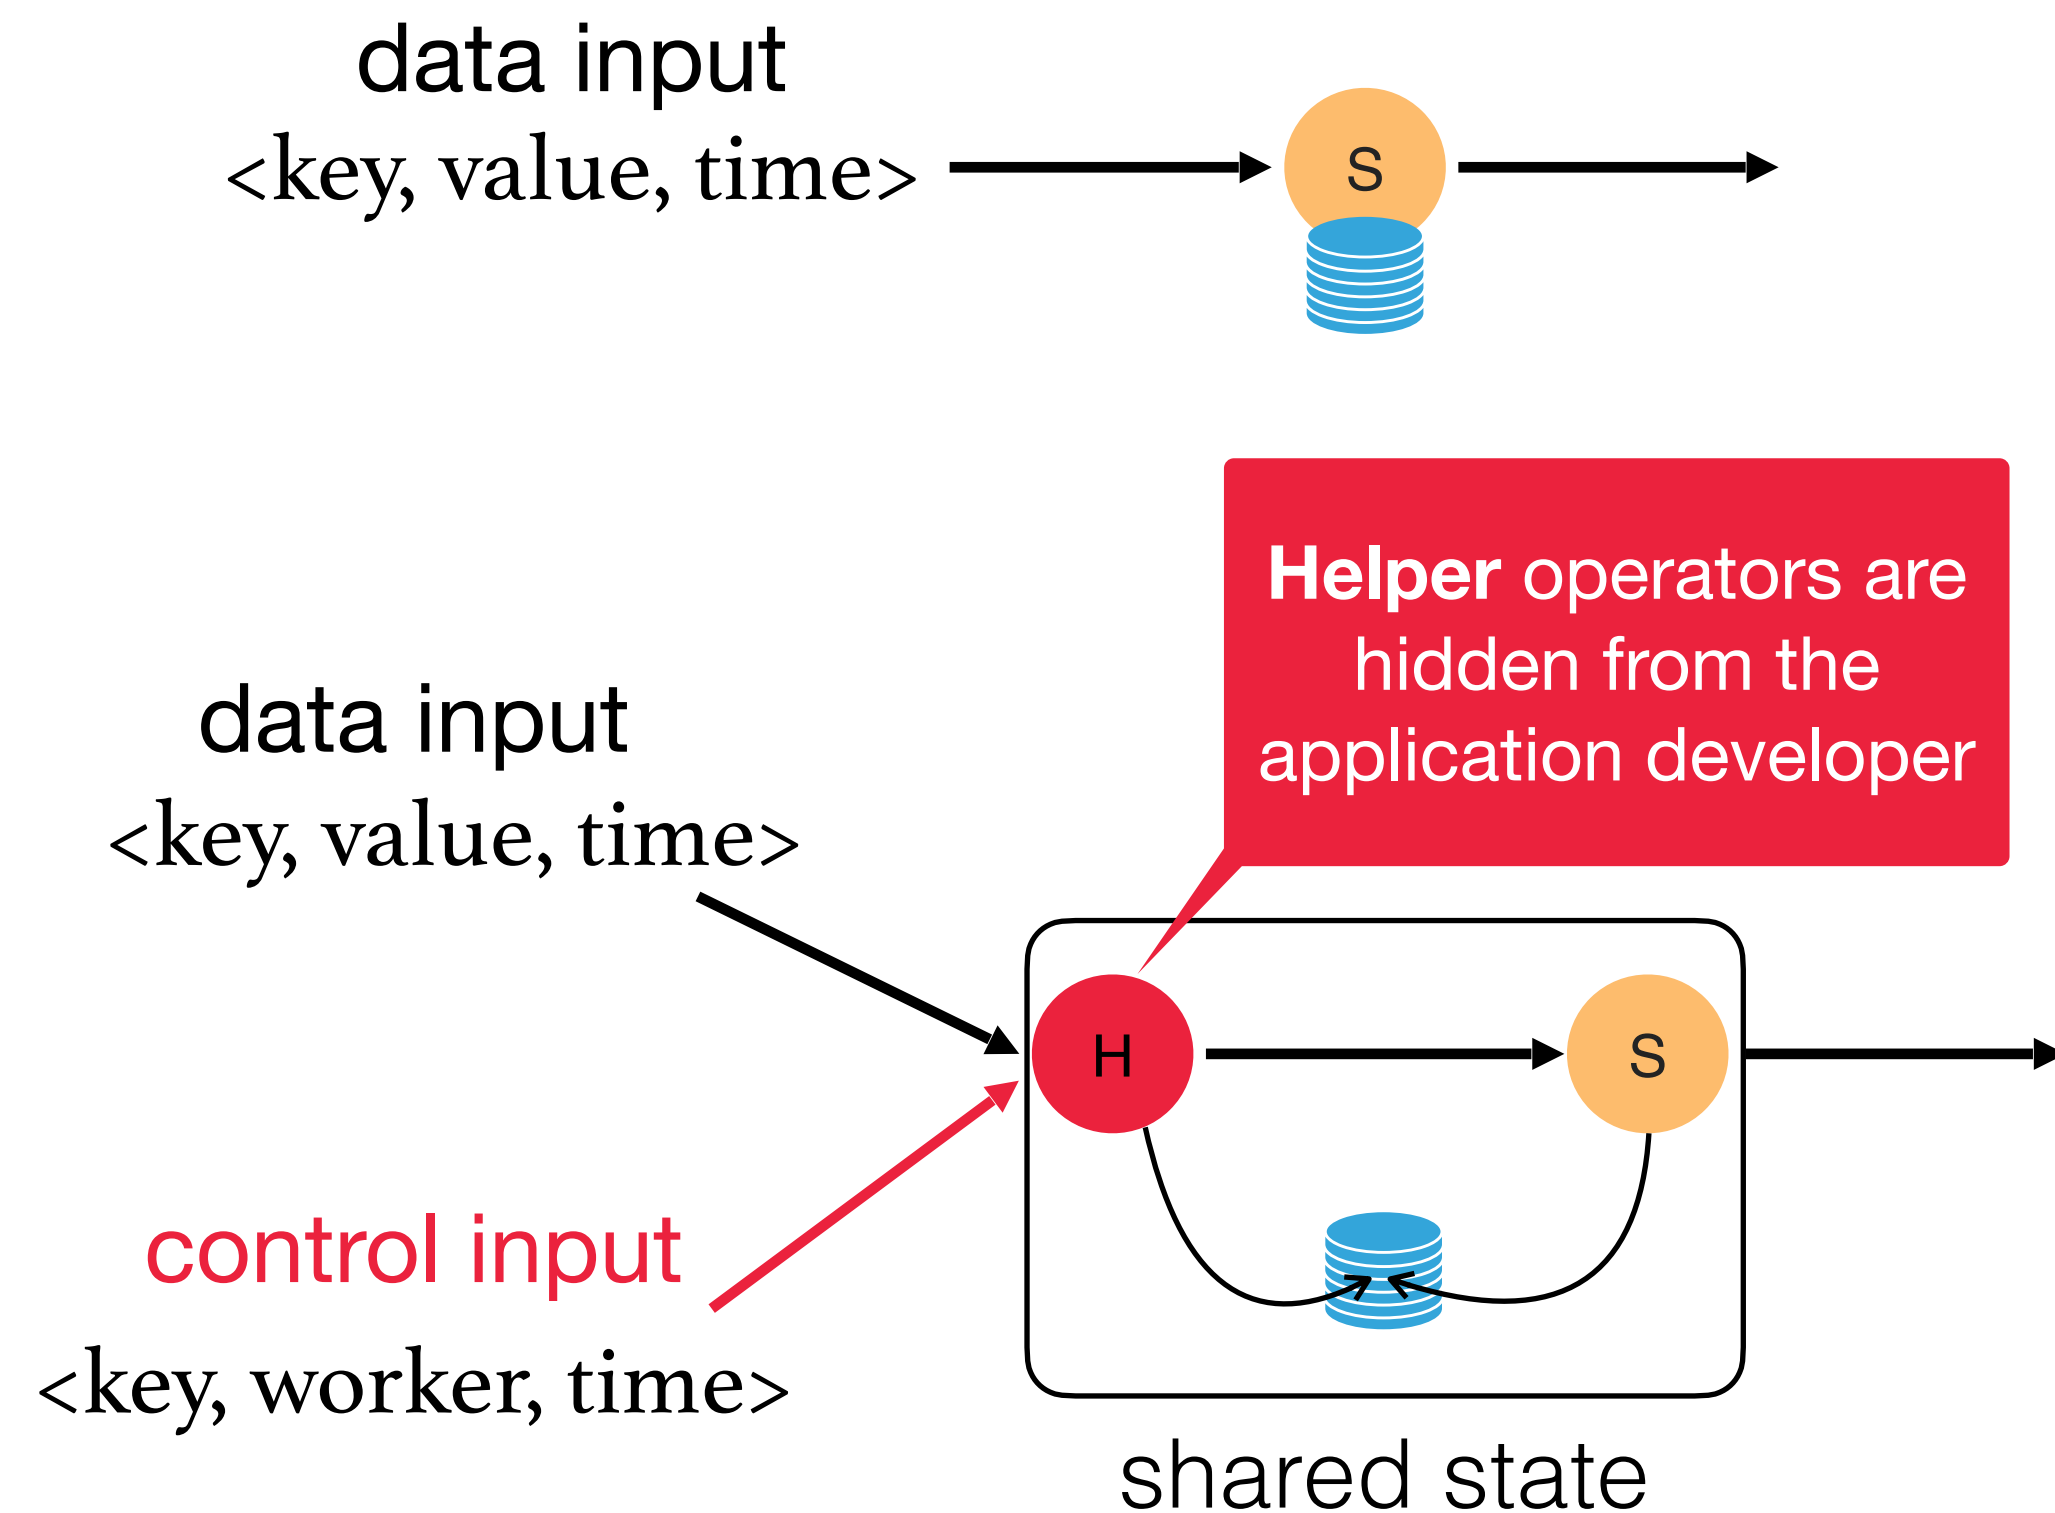 data input
<key, value, time>
S
Helper operators are
hidden from the
application developer
data input
<key, value, time>
H
S
control input
<key, worker, time>
shared state